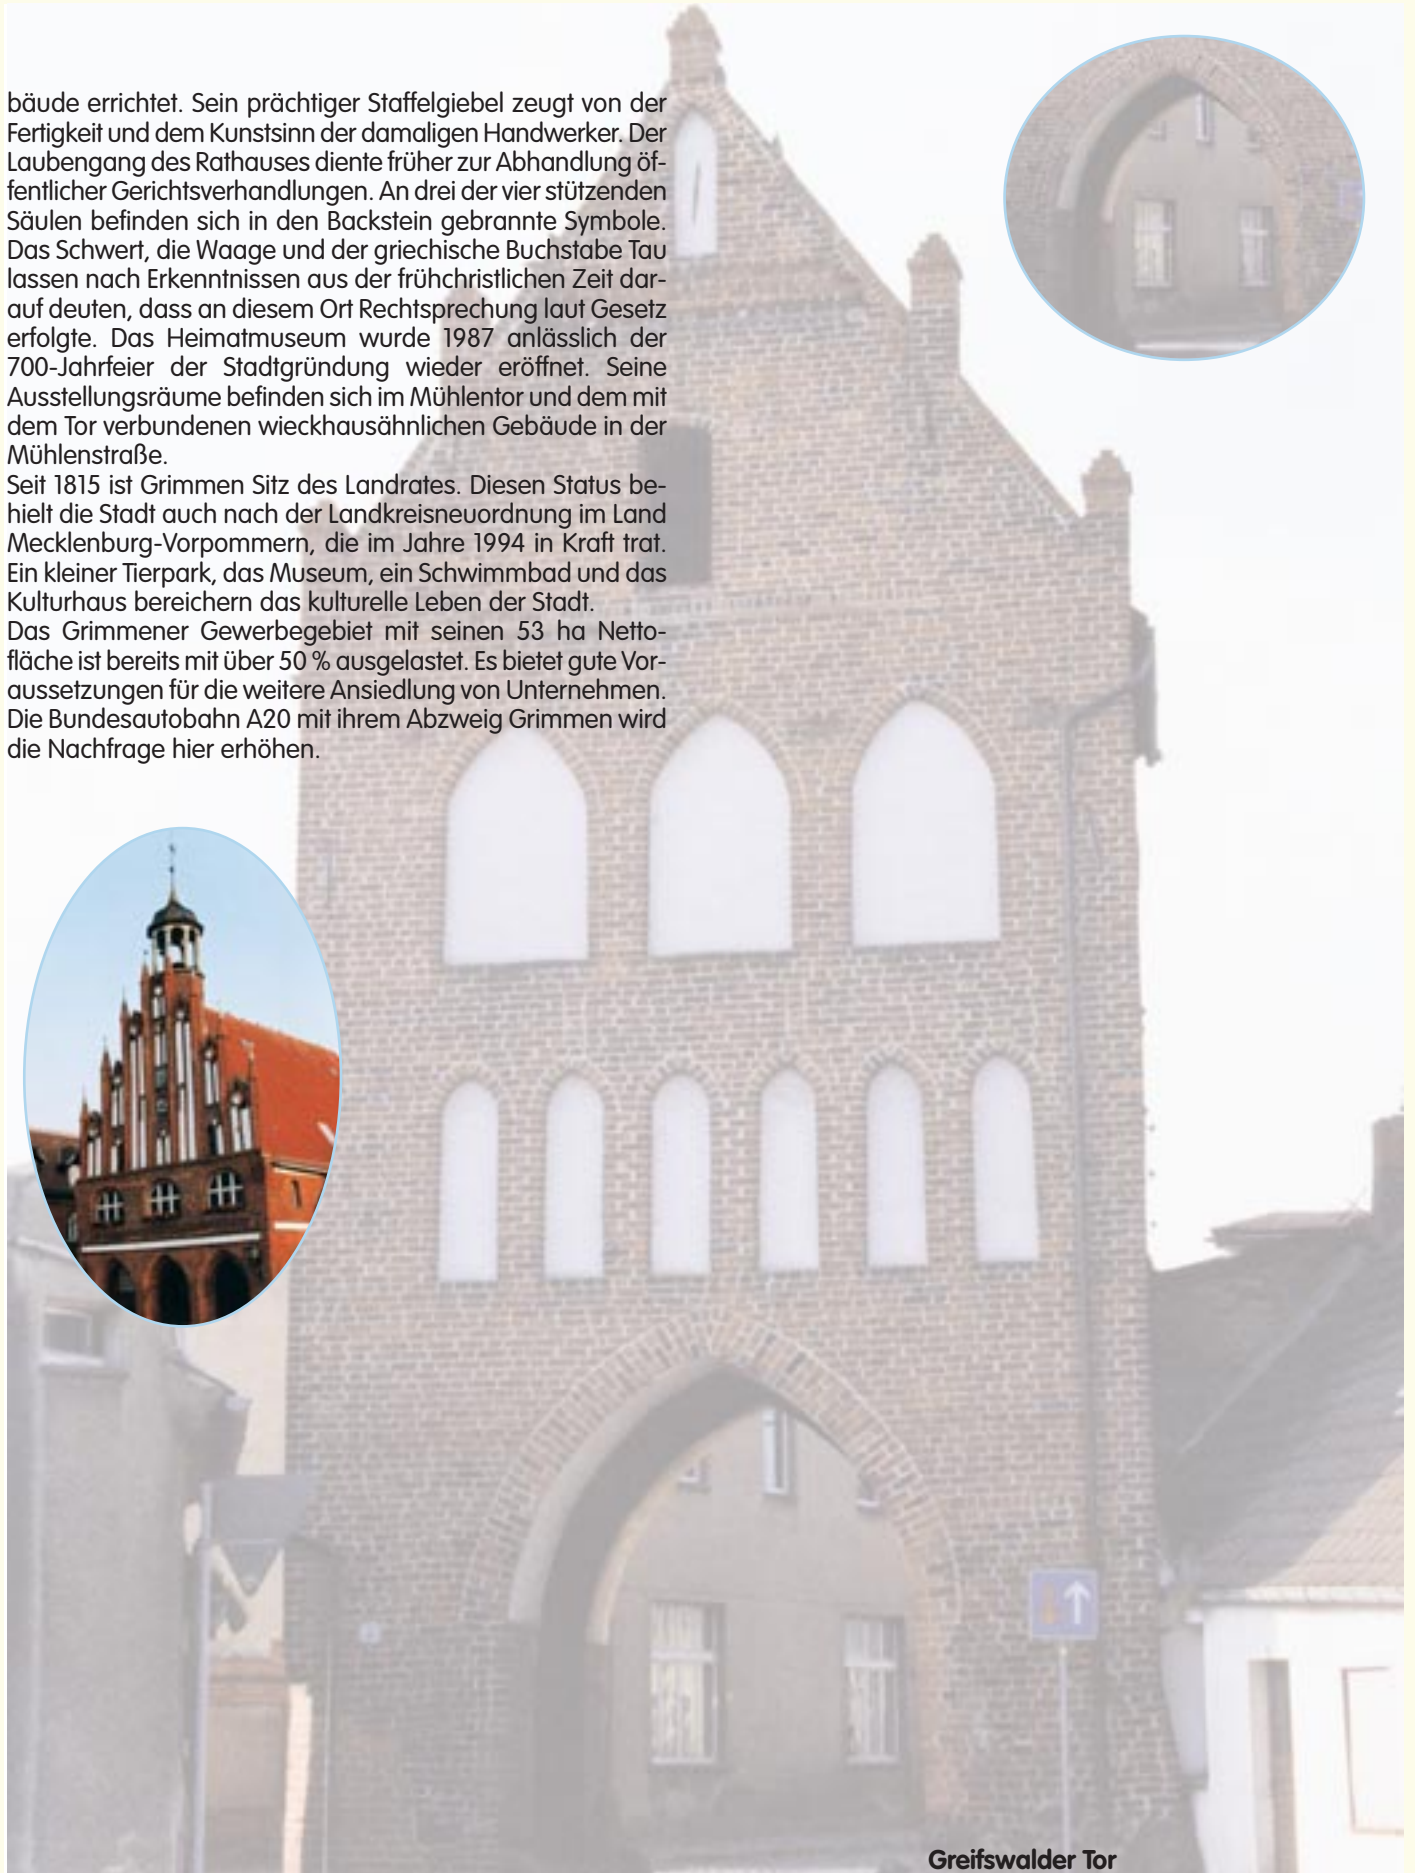 bäude errichtet. Sein prächtiger Staffelgiebel zeugt von der
Fertigkeit und dem Kunstsinn der damaligen Handwerker. Der
Laubengang des Rathauses diente früher zur Abhandlung öf-
fentlicher Gerichtsverhandlungen. An drei der vier stützenden
Säulen befinden sich in den Backstein gebrannte Symbole.
Das Schwert, die Waage und der griechische Buchstabe Tau
lassen nach Erkenntnissen aus der frühchristlichen Zeit dar-
auf deuten, dass an diesem Ort Rechtsprechung laut Gesetz
erfolgte. Das Heimatmuseum wurde 1987 anlässlich der
700-Jahrfeier der Stadtgründung wieder eröffnet. Seine
Ausstellungsräume befinden sich im Mühlentor und dem mit
dem Tor verbundenen wieckhausähnlichen Gebäude in der
Mühlenstraße.
Seit 1815 ist Grimmen Sitz des Landrates. Diesen Status be-
hielt die Stadt auch nach der Landkreisneuordnung im Land
Mecklenburg-Vorpommern, die im Jahre 1994 in Kraft trat.
Ein kleiner Tierpark, das Museum, ein Schwimmbad und das
Kulturhaus bereichern das kulturelle Leben der Stadt.
Das Grimmener Gewerbegebiet mit seinen 53 ha Netto-
fläche ist bereits mit über 50 % ausgelastet. Es bietet gute Vor-
aussetzungen für die weitere Ansiedlung von Unternehmen.
Die Bundesautobahn A20 mit ihrem Abzweig Grimmen wird
die Nachfrage hier erhöhen.
Greifswalder Tor